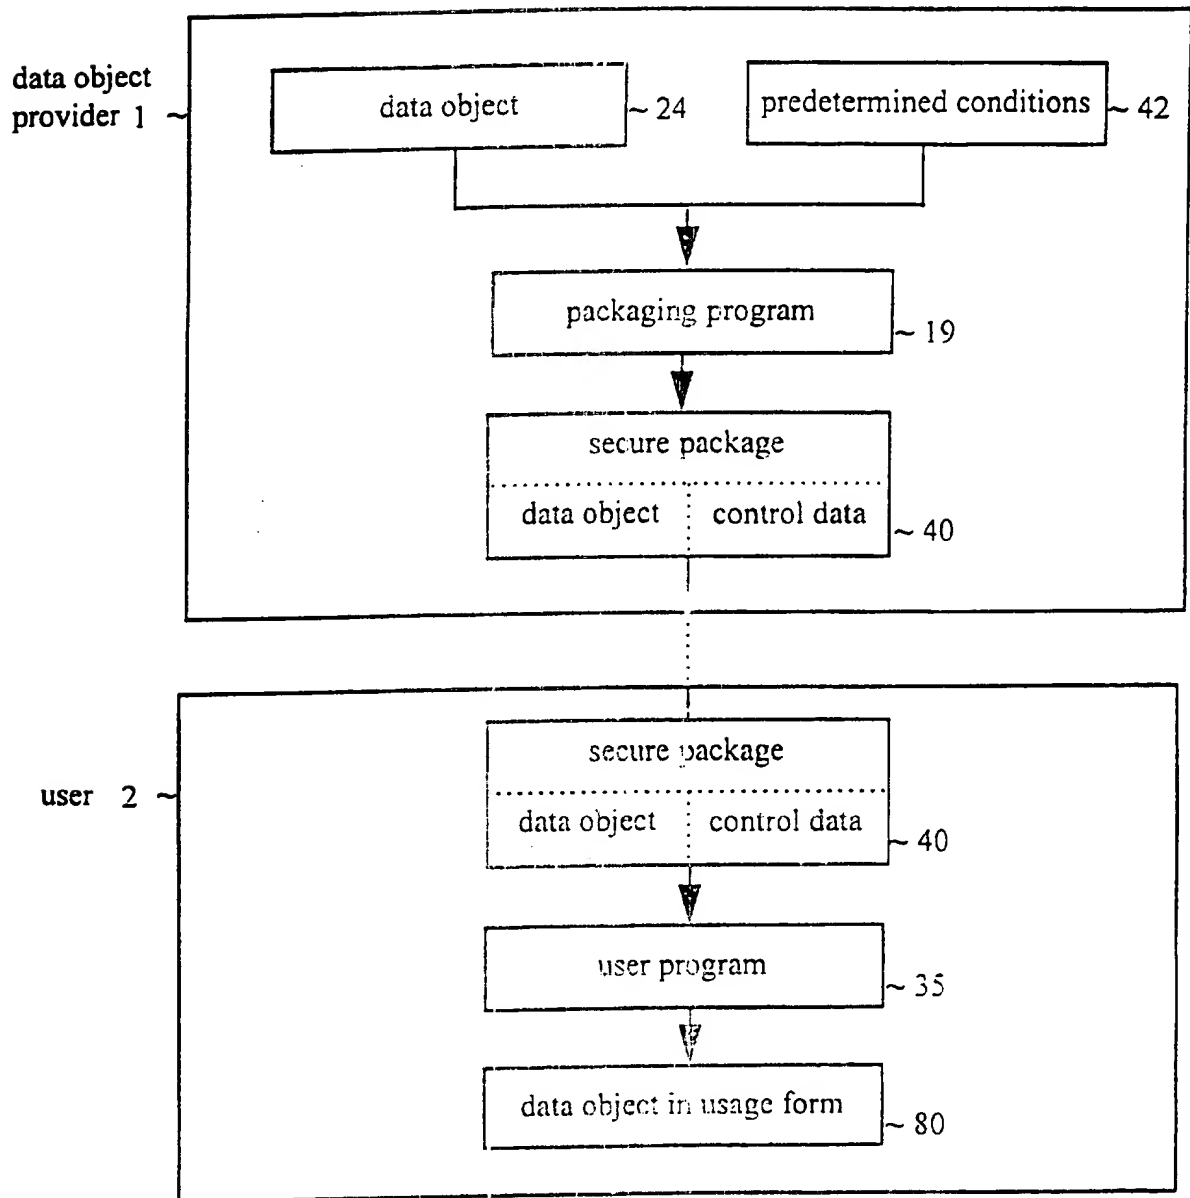 data object
provider 1 ~
data object
~ 24
predetermined conditions
~ 42
packaging program
~ 19
secure package
data object
control data
~ 40
user 2 ~
secure package
data object
control data
~ 40
user program
~ 35
data object in usage form
~ 80